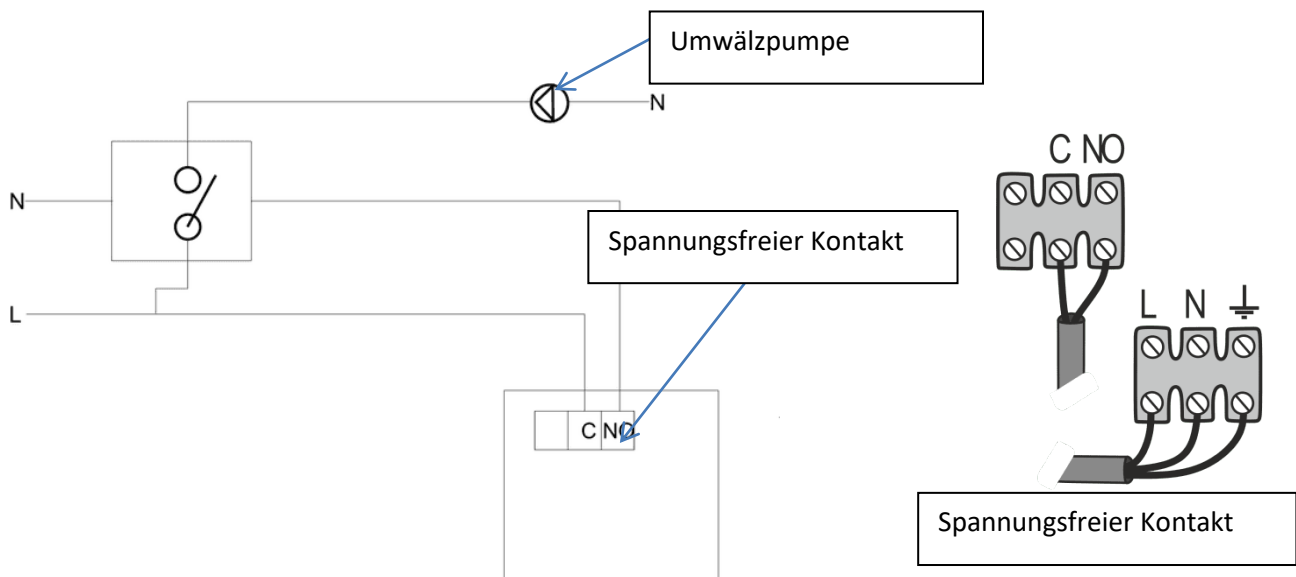 Umwälzpumpe
N
N
Spannungsfreier Kontakt
L
C NO
C NO
L N
Spannungsfreier Kontakt